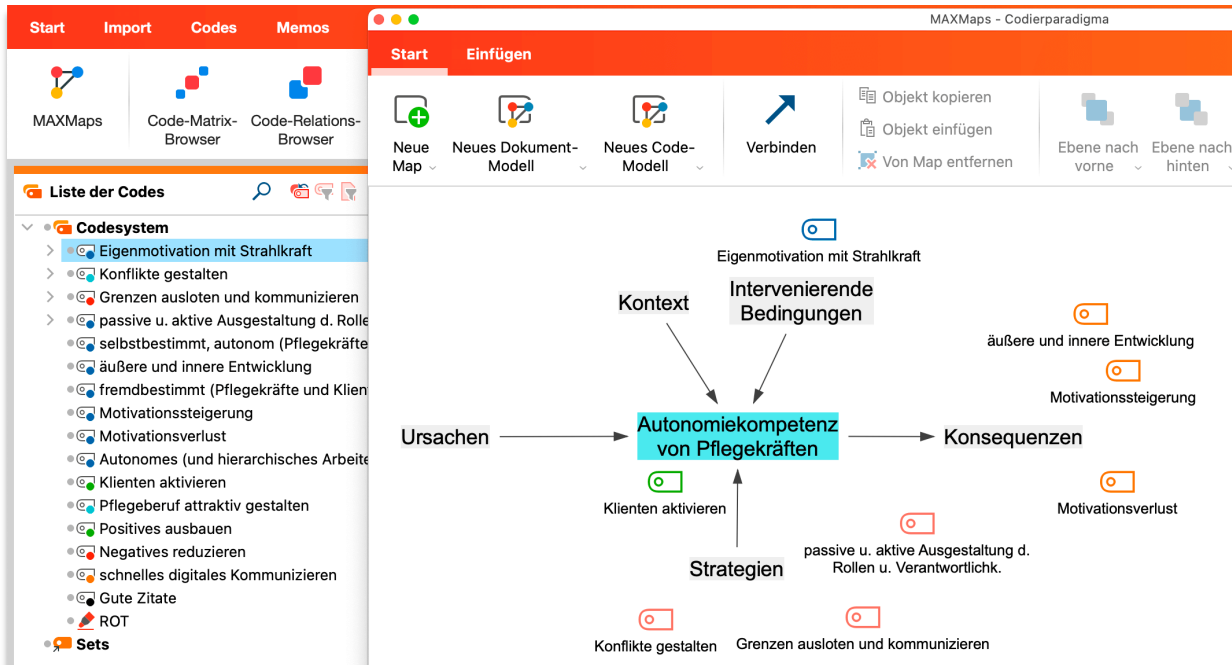 Start Import Codes Memos
MAXMaps
Code-Matrix-
Browser
Code-Relations-
Browser
Liste der Codes
Codesystem
Eigenmotivation mit Strahlkraft
Konflikte gestalten
Grenzen ausloten und kommunizieren
passive u. aktive Ausgestaltung d. Rolle
selbstbestimmt, autonom (Pflegekräfte
äußere und innere Entwicklung
fremdbestimmt (Pflegekräfte und Klien
Motivationssteigerung
Motivationsverlust
Autonomes (und hierarchisches Arbeite
Klienten aktivieren
Pflegeberuf attraktiv gestalten
Positives ausbauen
Negatives reduzieren
schnelles digitales Kommunizieren
Gute Zitate
ROT
Sets
MAXMaps - Codierparadigma
Start Einfügen
Neue
Map
Neues Dokument-
Modell
Neues Code-
Modell
Verbinden
Objekt kopieren
Objekt einfügen
Von Map entfernen
Ebene nach
vorne
Ebene nach
hinten
Eigenmotivation mit Strahlkraft
Kontext
Intervenierende
Bedingungen
äußere und innere Entwicklung
Motivationssteigerung
Ursachen
Autonomiekompetenz
von Pflegekräften
Konsequenzen
Klienten aktivieren
Motivationsverlust
passive u. aktive Ausgestaltung d.
Rollen u. Verantwortlichk.
Strategien
Konflikte gestalten
Grenzen ausloten und kommunizieren